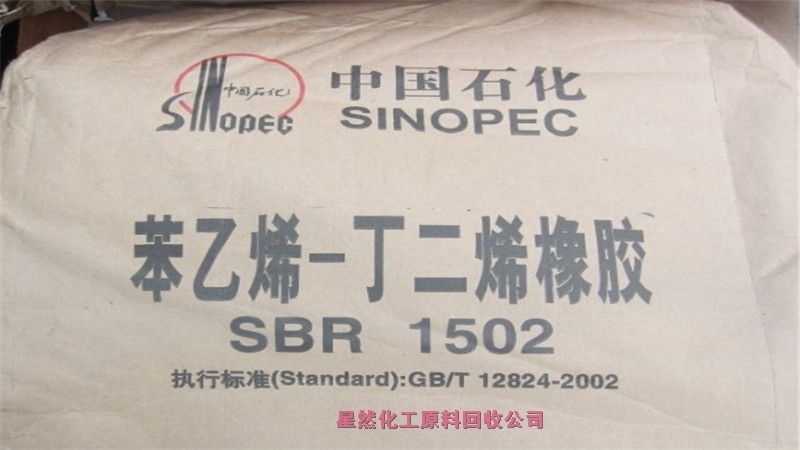 中国石化
SINOPEC
中国石化
SINOPEC
苯乙烯-丁二烯橡胶
SBR 1502
执行标准(Standard):GB/T 12824-2002
星然化工原料回收公司